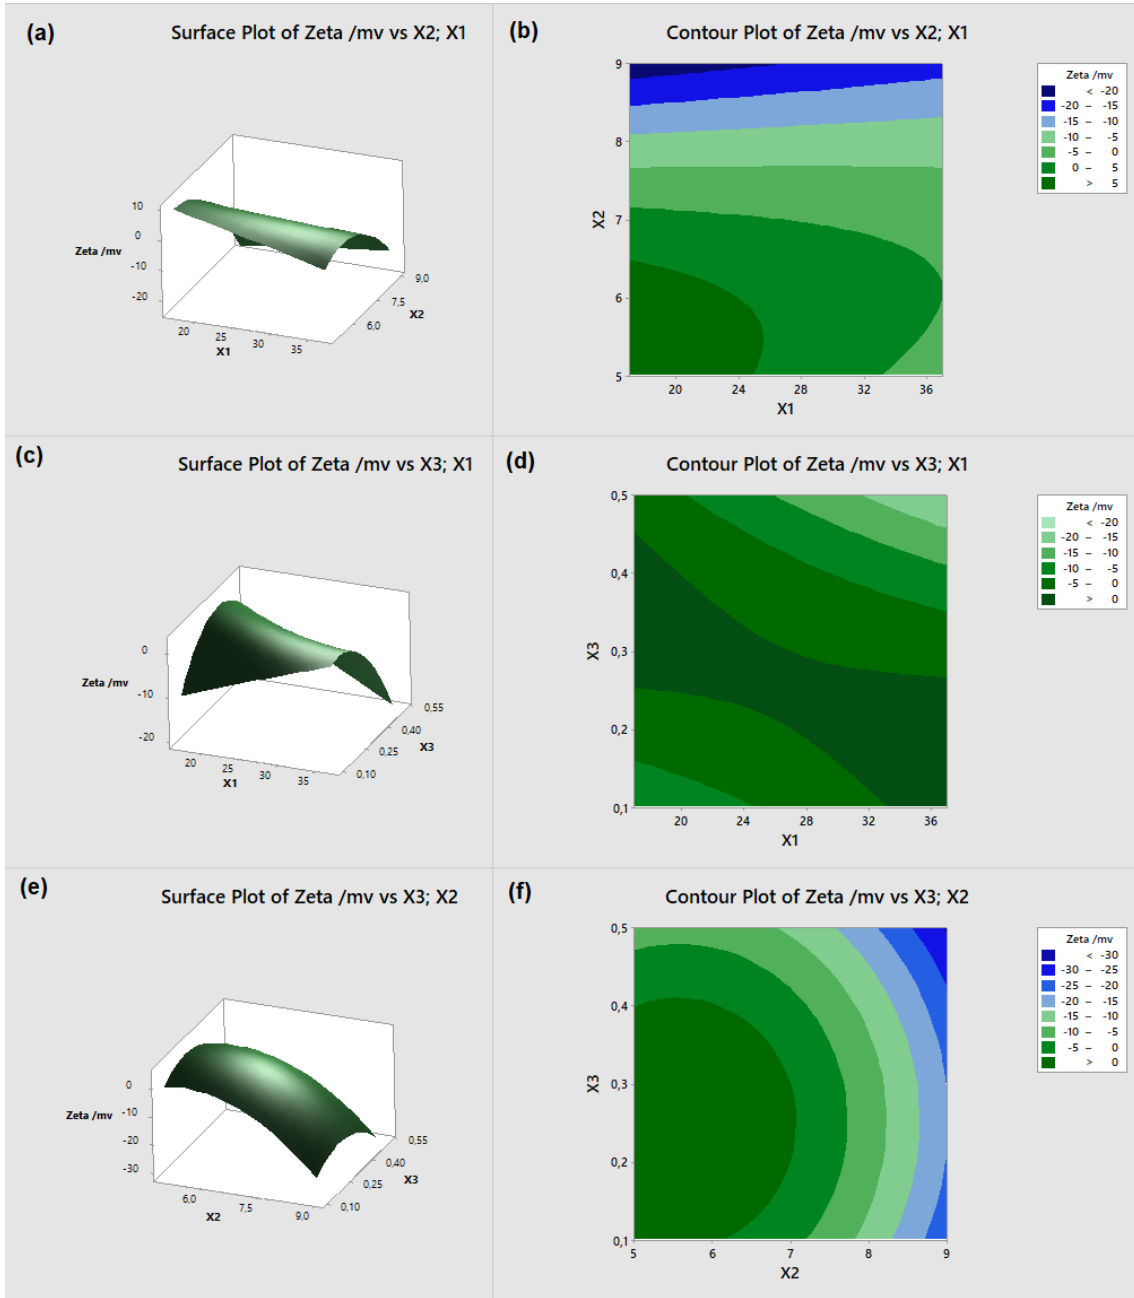 (a)
Surface Plot of Zeta /mv vs X2; X1
10
0
-10
-20
Zeta /mv
20
25
30
35
X1
6,0
7,5
9,0
X2
(b)
Contour Plot of Zeta /mv vs X2; X1
9
8
7
6
5
X2
20
24
28
32
36
X1
Zeta /mv
< -20
-20 – -15
-15 – -10
-10 – -5
-5 – 0
0 – 5
> 5
(c)
Surface Plot of Zeta /mv vs X3; X1
0
-10
-20
Zeta /mv
20
25
30
35
X1
0,10
0,25
0,40
0,55
X3
(d)
Contour Plot of Zeta /mv vs X3; X1
0,5
0,4
0,3
0,2
0,1
X3
20
24
28
32
36
X1
Zeta /mv
< -20
-20 – -15
-15 – -10
-10 – -5
-5 – 0
> 0
(e)
Surface Plot of Zeta /mv vs X3; X2
0
-10
-20
-30
Zeta /mv
6,0
7,5
9,0
X2
0,10
0,25
0,40
0,55
X3
(f)
Contour Plot of Zeta /mv vs X3; X2
0,5
0,4
0,3
0,2
0,1
X3
5
6
7
8
9
X2
Zeta /mv
< -30
-30 – -25
-25 – -20
-20 – -15
-15 – -10
-10 – -5
-5 – 0
> 0